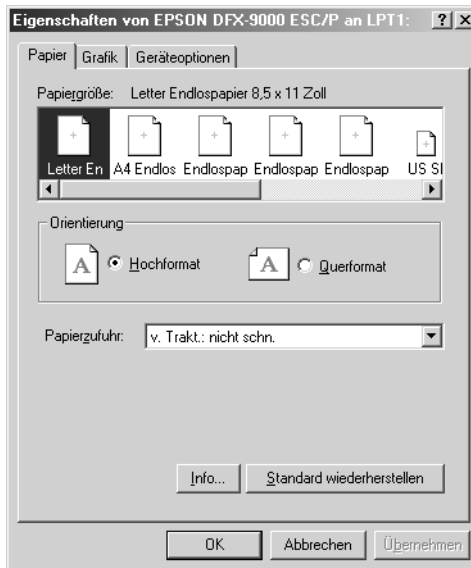 Eigenschaften von EPSON DFX-9000 ESC/P an LPT1: ? x
Papier Grafik Geräteoptionen
Papiergröße: Letter Endlospapier 8,5 x 11 Zoll
Letter En A4 Endlos Endlospap Endlospap Endlospap US SI
Orientierung
A Hochformat A Querformat
Papierzufuhr: v. Trakt.: nicht schn.
Info... Standard wiederherstellen
OK Abbrechen Übernehmen